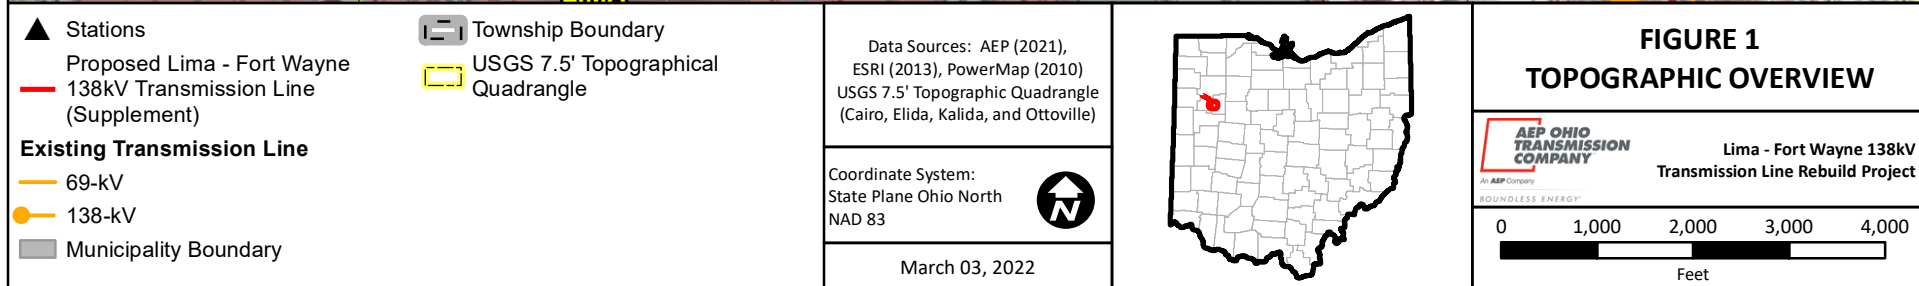 Stations
Proposed Lima - Fort Wayne
138kV Transmission Line
(Supplement)
Existing Transmission Line
69-kV
138-kV
Municipality Boundary
Township Boundary
USGS 7.5' Topographical
Quadrangle
Data Sources: AEP (2021),
ESRI (2013), PowerMap (2010)
USGS 7.5' Topographic Quadrangle
(Cairo, Elida, Kalida, and Ottoville)
Coordinate System:
State Plane Ohio North
NAD 83
N
March 03, 2022
FIGURE 1
TOPOGRAPHIC OVERVIEW
AEP OHIO
TRANSMISSION
COMPANY
An AEP Company
BOUNDLESS ENERGY
Lima - Fort Wayne 138kV
Transmission Line Rebuild Project
0 1,000 2,000 3,000 4,000
Feet